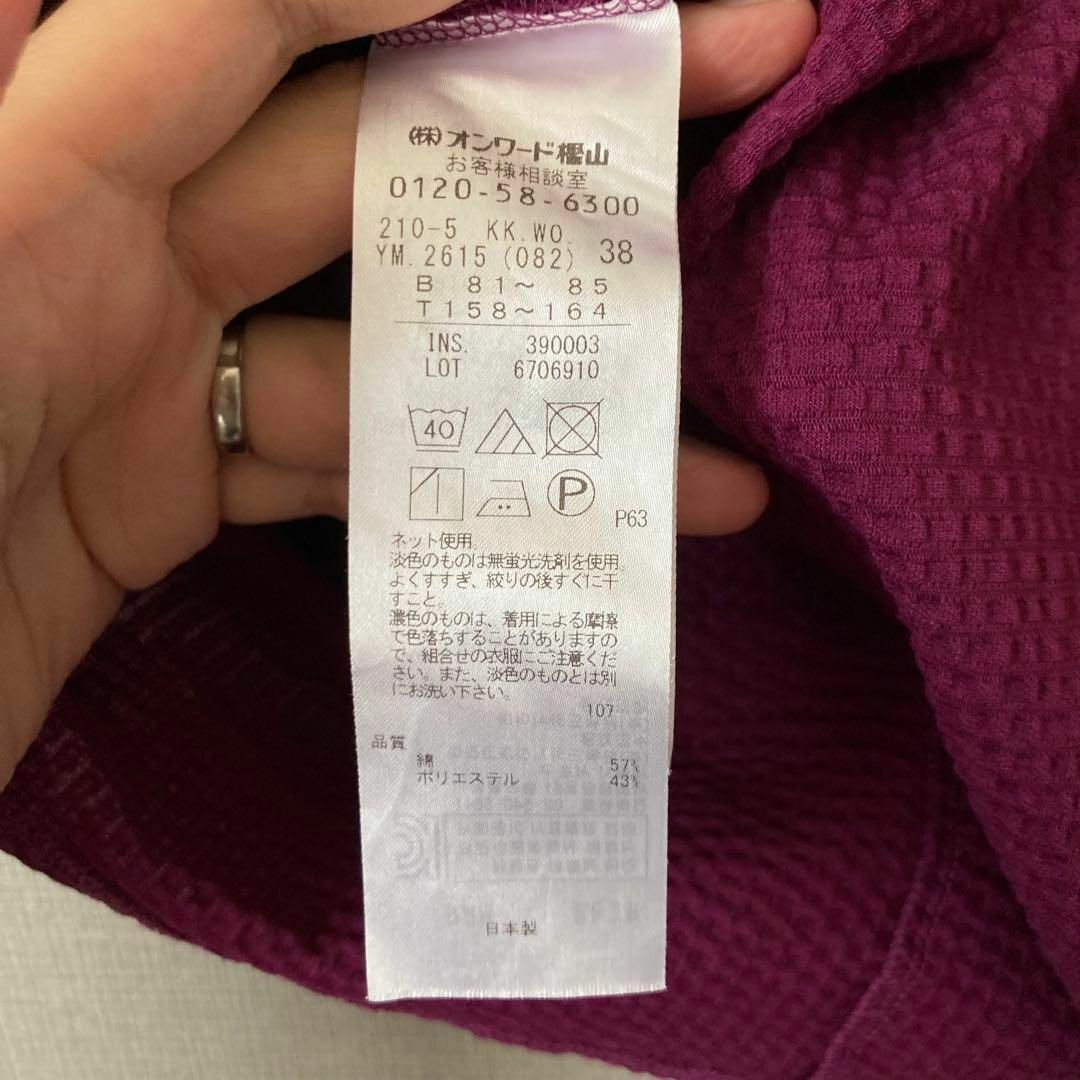 (株)オンワード樫山
お客様相談室
0120-58-6300
210-5 KK.WO.
YM.2615 (082) 38
B 81～ 85
T 158～164
INS. 390003
LOT 6706910
40
P
P63
ネット使用。
淡色のものは無蛍光洗剤を使用。
よくすすぎ、絞りの後すぐに干
すこと。
濃色のものは、着用による摩擦
で色落ちすることがありますの
で、組合せの衣服にご注意くだ
さい。また、淡色のものとは別
にお洗い下さい。
107-
品質
綿 57%
ポリエステル 43%
日本製